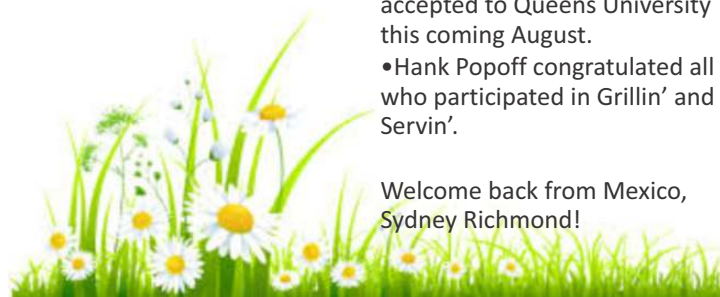 accepted to Queens University
this coming August.
•Hank Popoff congratulated all
who participated in Grillin’ and
Servin’.
Welcome back from Mexico,
Sydney Richmond!